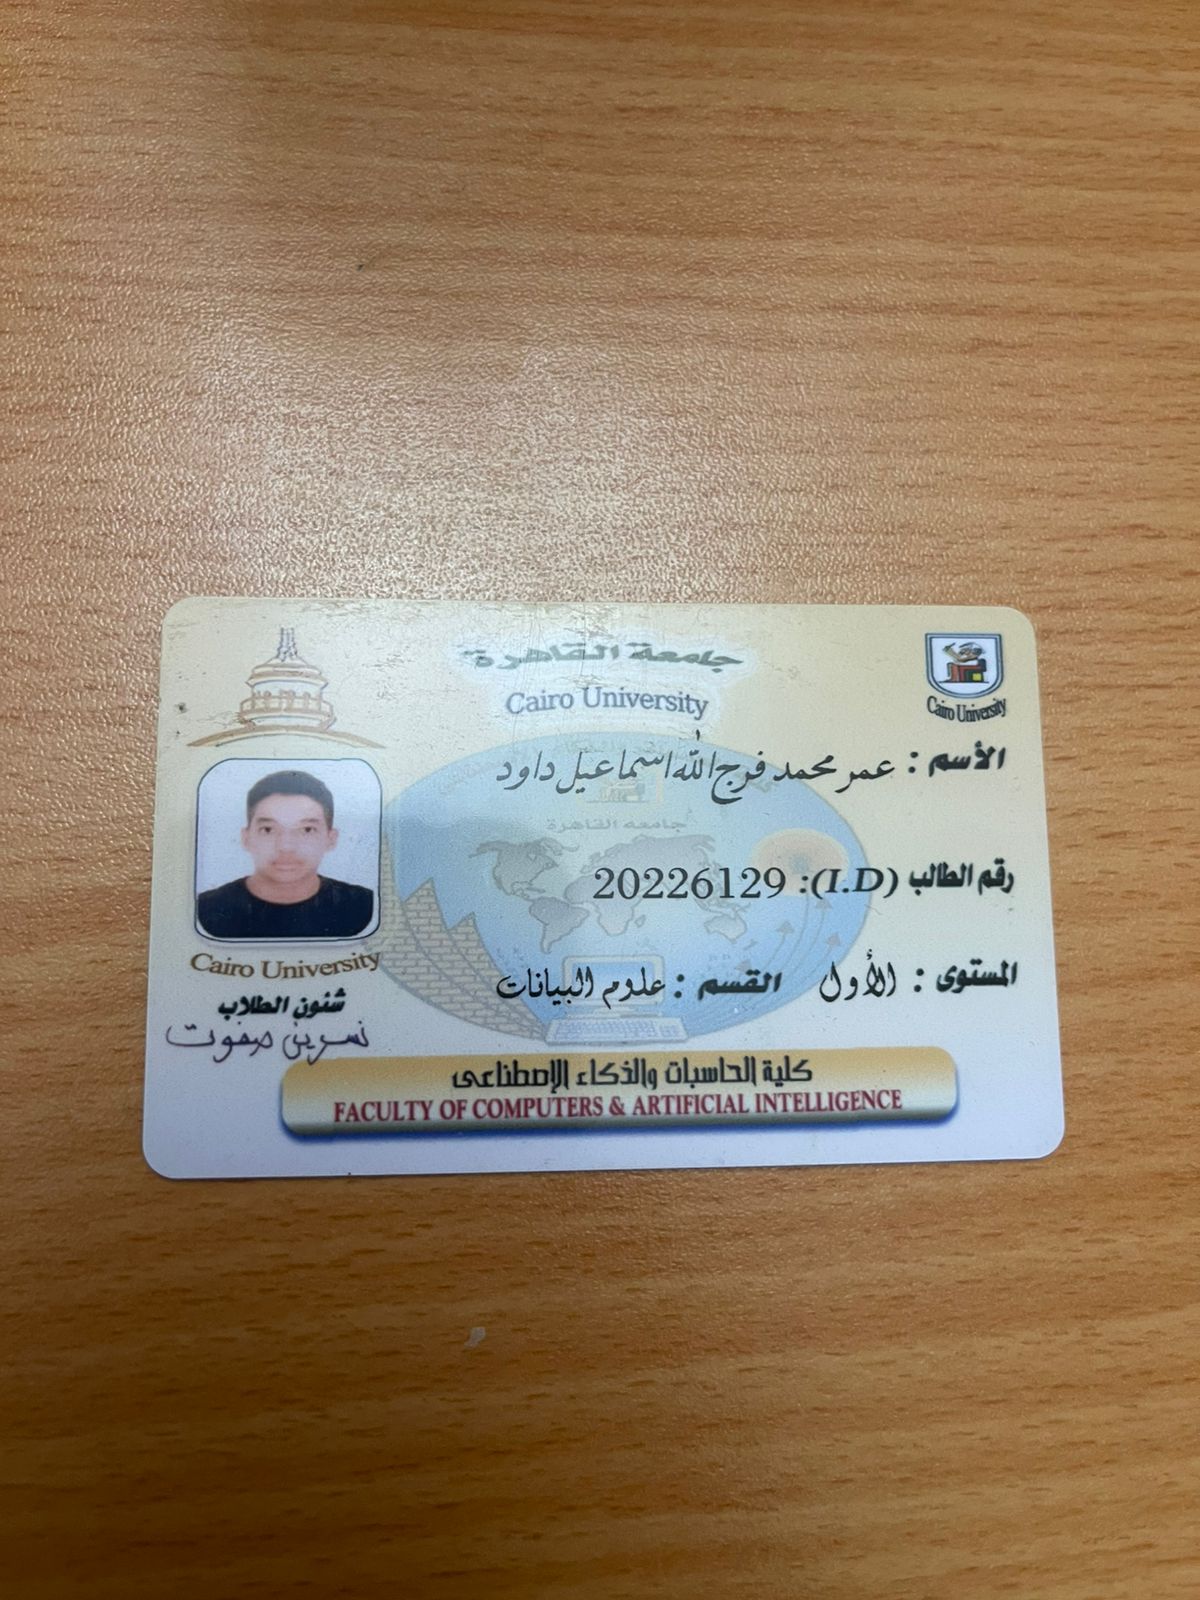 جامعة القاهرة
Cairo University
Cairo University
الأسم : عمر محمد فرج الله اسماعيل داود
جامعة القاهرة
رقم الطالب (I.D): 20226129
المستوى : الأول القسم : علوم البيانات
Cairo University
شئون الطلاب
نسرين صفوت
كلية الحاسبات والذكاء الإصطناعى
FACULTY OF COMPUTERS & ARTIFICIAL INTELLIGENCE